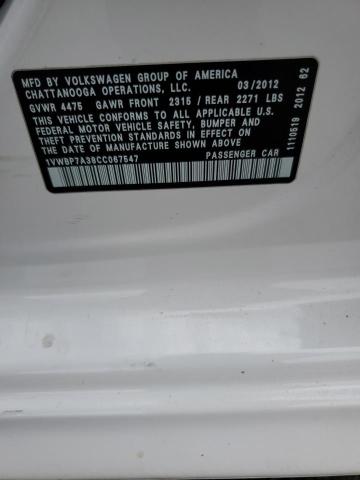 MFD BY VOLKSWAGEN GROUP OF AMERICA
CHATTANOOGA OPERATIONS, LLC. 03/2012
GVWR 4475 GAWR FRONT 2315 / REAR 2271 LBS
THIS VEHICLE CONFORMS TO ALL APPLICABLE U.S.
FEDERAL MOTOR VEHICLE SAFETY, BUMPER AND
THEFT PREVENTION STANDARDS IN EFFECT ON
THE DATE OF MANUFACTURE SHOWN ABOVE
1VWBP7A38CC067547 PASSENGER CAR
1110519 2012 62